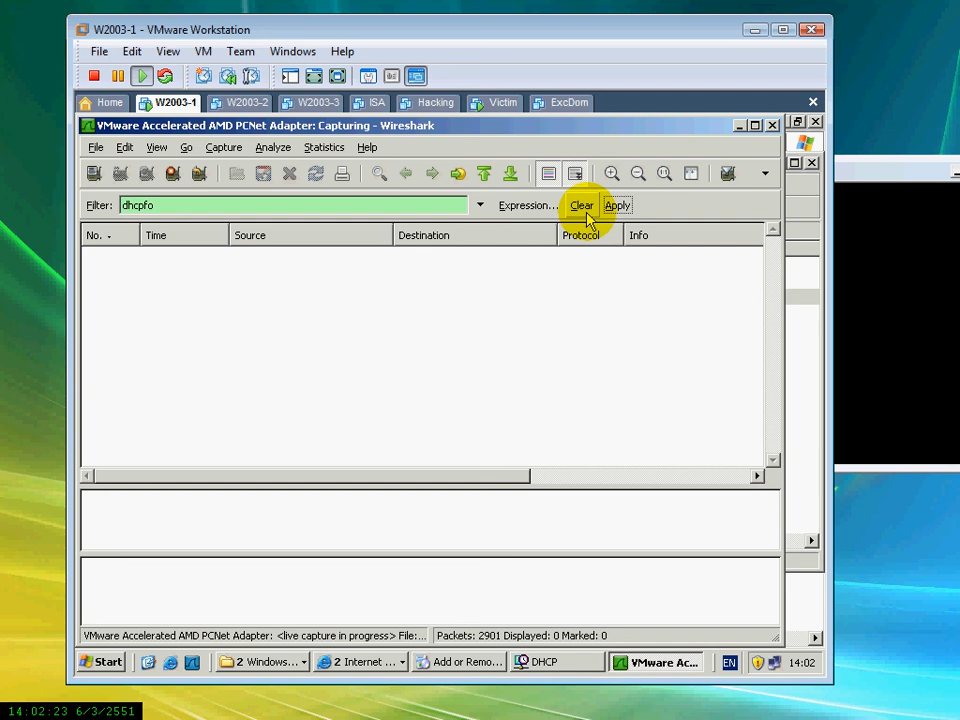 W2003-1 - VMware Workstation
File Edit View VM Team Windows Help
Home W2003-1 W2003-2 W2003-3 ISA Hacking Victim ExcDom
VMware Accelerated AMD PCNet Adapter: Capturing - Wireshark
File Edit View Go Capture Analyze Statistics Help
Filter: dhcpfo Expression... Clear Apply
No. Time Source Destination Protocol Info
VMware Accelerated AMD PCNet Adapter: <live capture in progress> File:... Packets: 2901 Displayed: 0 Marked: 0
Start 2 Windows... 2 Internet ... Add or Remo... DHCP VMware Ac... EN 14:02
14:02:23 6/3/2551